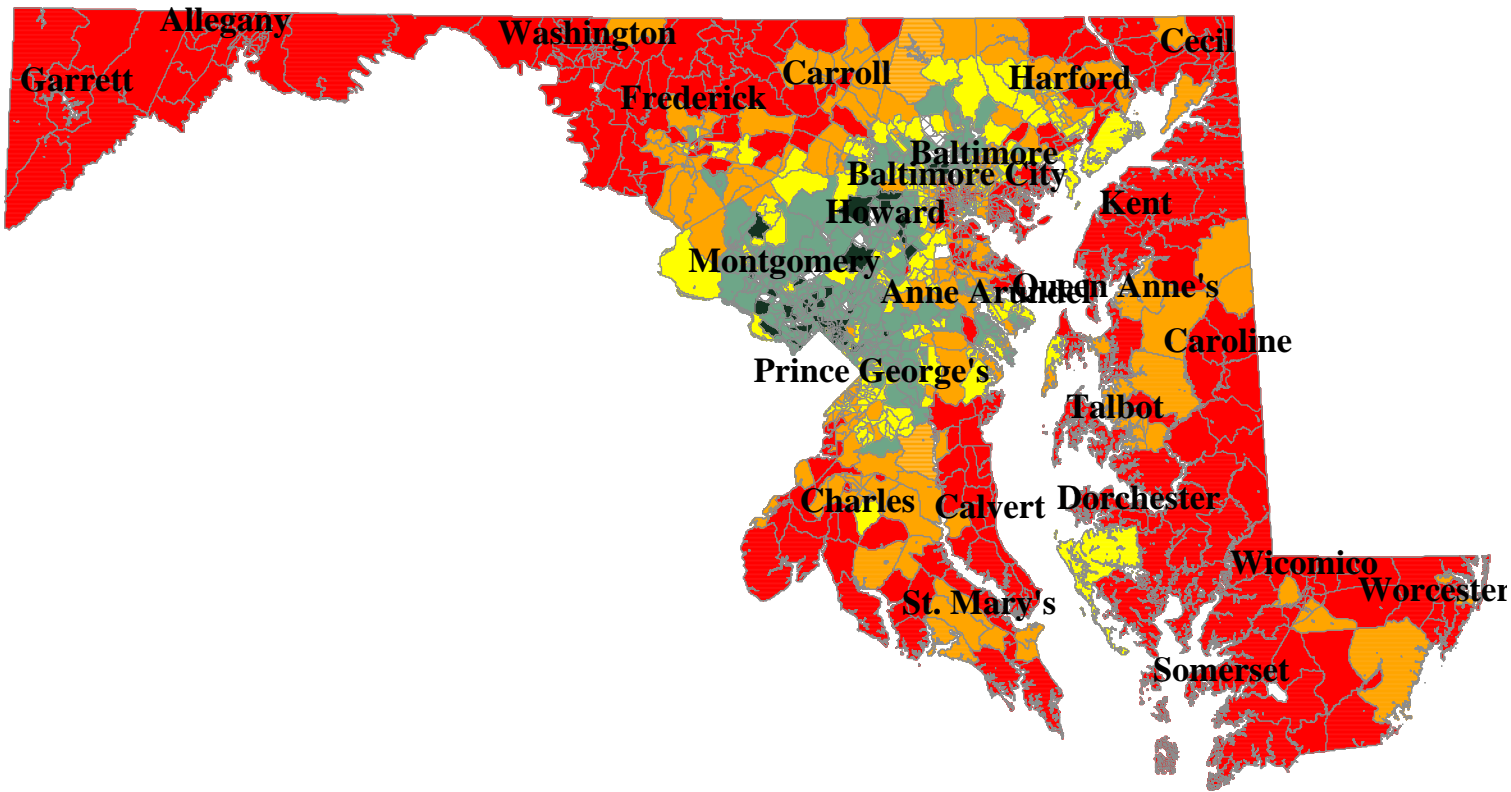 Allegany
Washington
Cecil
Garrett
Carroll
Harford
Frederick
Baltimore
Baltimore City
Howard
Kent
Montgomery
Anne Arundel
Queen Anne's
Caroline
Prince George's
Talbot
Charles
Calvert
Dorchester
Wicomico
Worcester
St. Mary's
Somerset